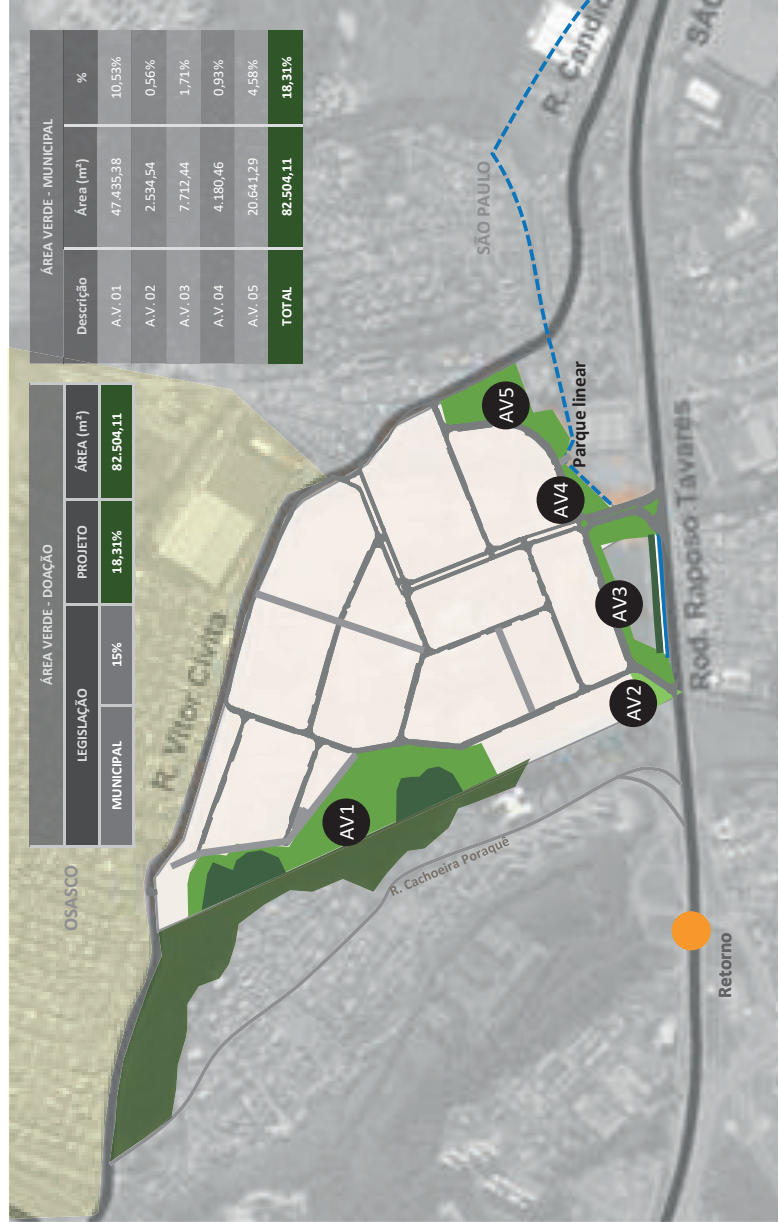 ÁREA VERDE - DOAÇÃO
LEGISLAÇÃO PROJETO ÁREA (m²)
MUNICIPAL 15% 18,31% 82.504,11
ÁREA VERDE - MUNICIPAL
Descrição Área (m²) %
A.V. 01 47.435,38 10,53%
A.V. 02 2.534,54 0,56%
A.V. 03 7.712,44 1,71%
A.V. 04 4.180,46 0,93%
A.V. 05 20.641,29 4,58%
TOTAL 82.504,11 18,31%
OSASCO
R. Vitor Civita
SÃO PAULO
R. Candido
AV1
AV5
R. Cachoeira Poraquê
AV4
Parque linear
AV3
AV2
Rod. Raposo Tavares
SÃO
Retorno